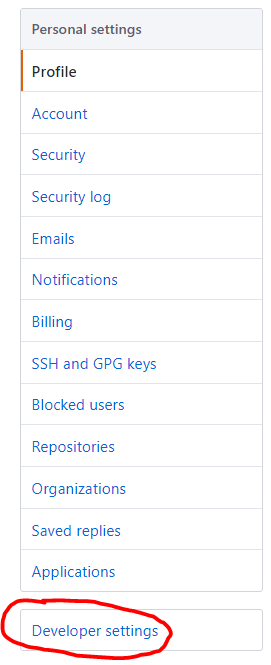 Personal settings
Profile
Account
Security
Security log
Emails
Notifications
Billing
SSH and GPG keys
Blocked users
Repositories
Organizations
Saved replies
Applications
Developer settings